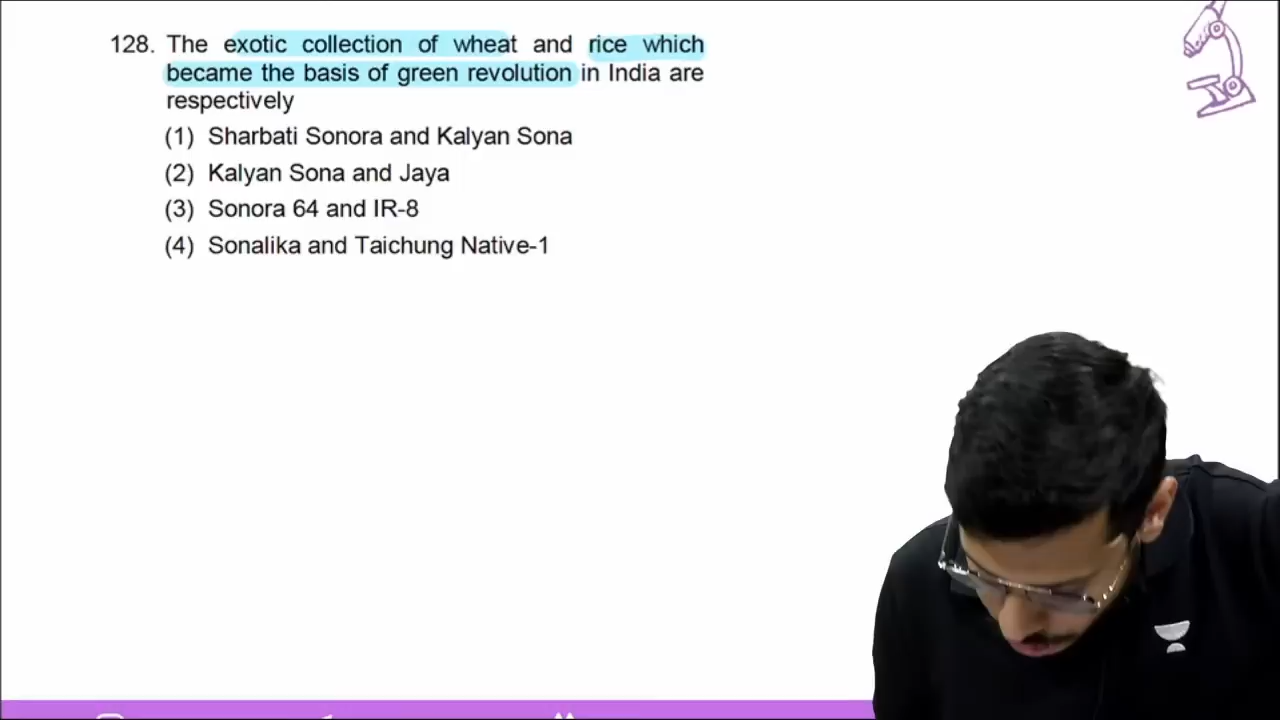 128. The exotic collection of wheat and rice which
became the basis of green revolution in India are
respectively
(1) Sharbati Sonora and Kalyan Sona
(2) Kalyan Sona and Jaya
(3) Sonora 64 and IR-8
(4) Sonalika and Taichung Native-1